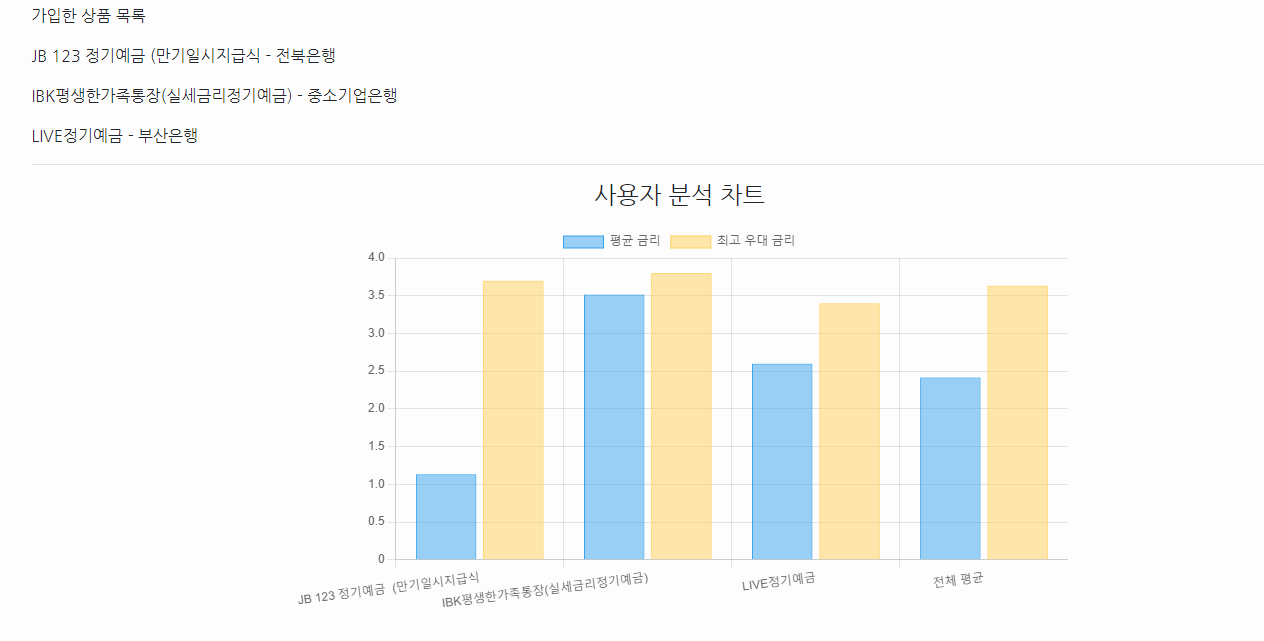 가입한 상품 목록
JB 123 정기예금 (만기일시지급식 - 전북은행
IBK평생한가족통장(실세금리정기예금) - 중소기업은행
LIVE정기예금 - 부산은행
사용자 분석 차트
평균 금리 최고 우대 금리
4.0
3.5
3.0
2.5
2.0
1.5
1.0
0.5
0
JB 123 정기예금 (만기일시지급식
IBK평생한가족통장(실세금리정기예금)
LIVE정기예금
전체 평균